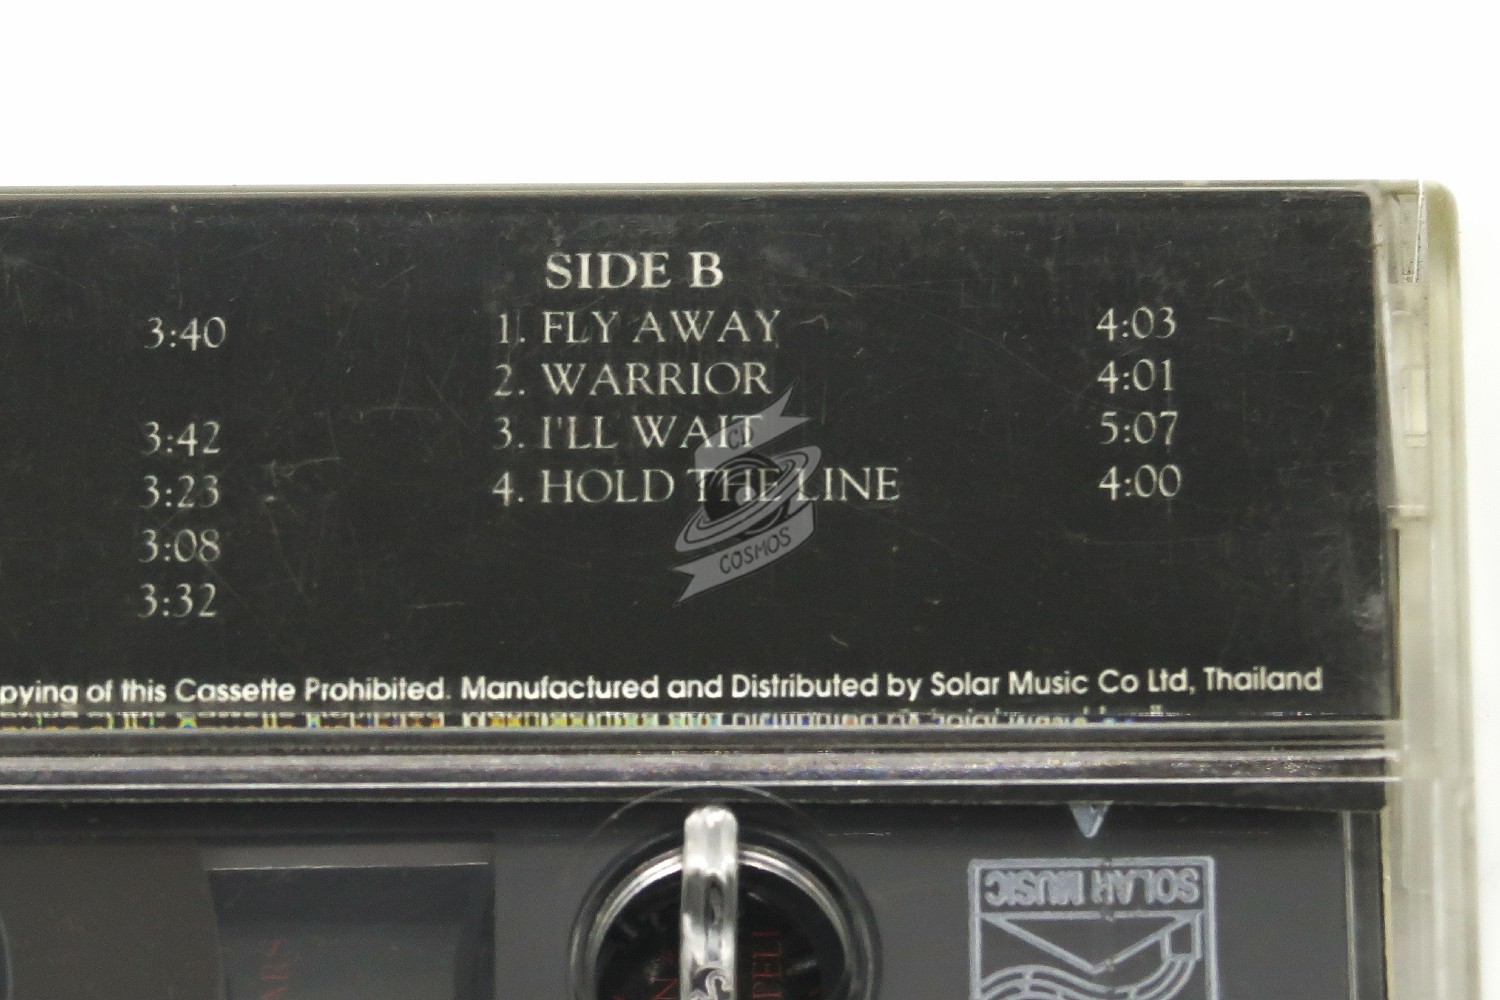 SIDE B
3:40
1. FLY AWAY 4:03
2. WARRIOR 4:01
3:42
3. I'LL WAIT 5:07
3:23
4. HOLD THE LINE 4:00
3:08
3:32
CD
COSMOS
pying of this Cassette Prohibited. Manufactured and Distributed by Solar Music Co Ltd, Thailand
SOLAR MUSIC